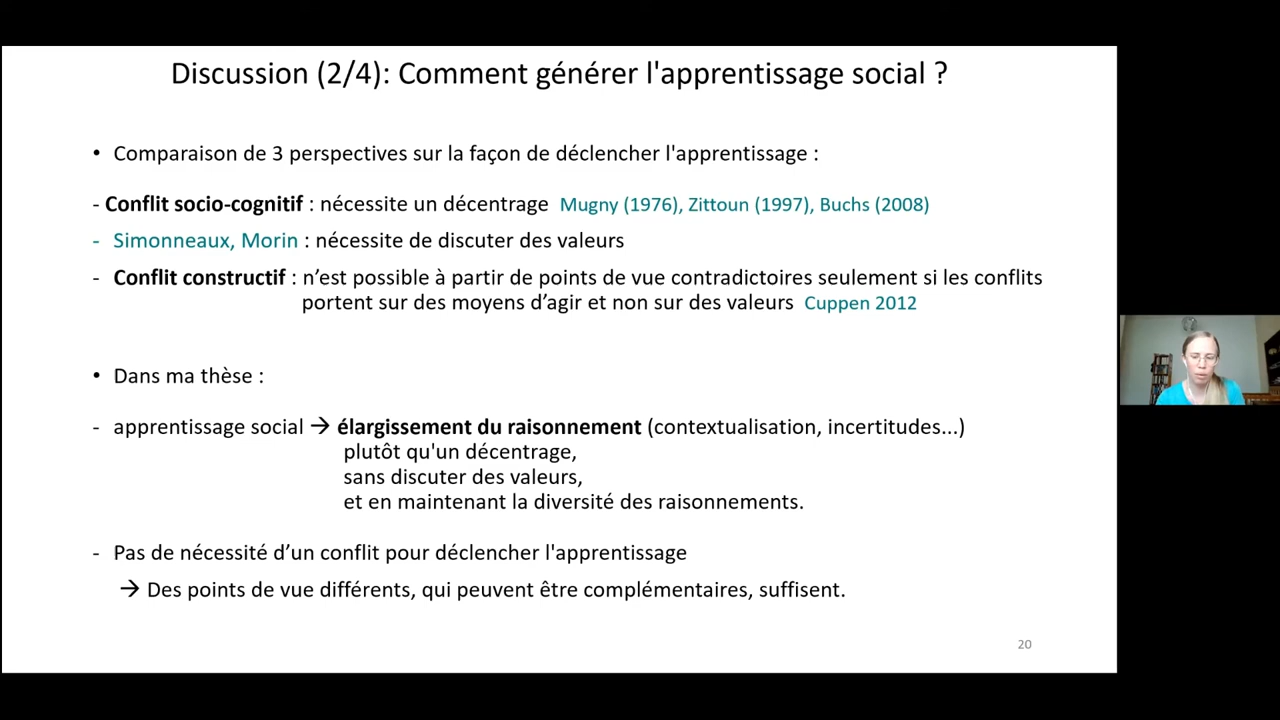 Discussion (2/4): Comment générer l'apprentissage social ?
• Comparaison de 3 perspectives sur la façon de déclencher l'apprentissage :
- Conflit socio-cognitif : nécessite un décentrage Mugny (1976), Zittoun (1997), Buchs (2008)
- Simonneaux, Morin : nécessite de discuter des valeurs
- Conflit constructif : n’est possible à partir de points de vue contradictoires seulement si les conflits
portent sur des moyens d’agir et non sur des valeurs Cuppen 2012
• Dans ma thèse :
- apprentissage social → élargissement du raisonnement (contextualisation, incertitudes...)
plutôt qu'un décentrage,
sans discuter des valeurs,
et en maintenant la diversité des raisonnements.
- Pas de nécessité d’un conflit pour déclencher l'apprentissage
→ Des points de vue différents, qui peuvent être complémentaires, suffisent.
20